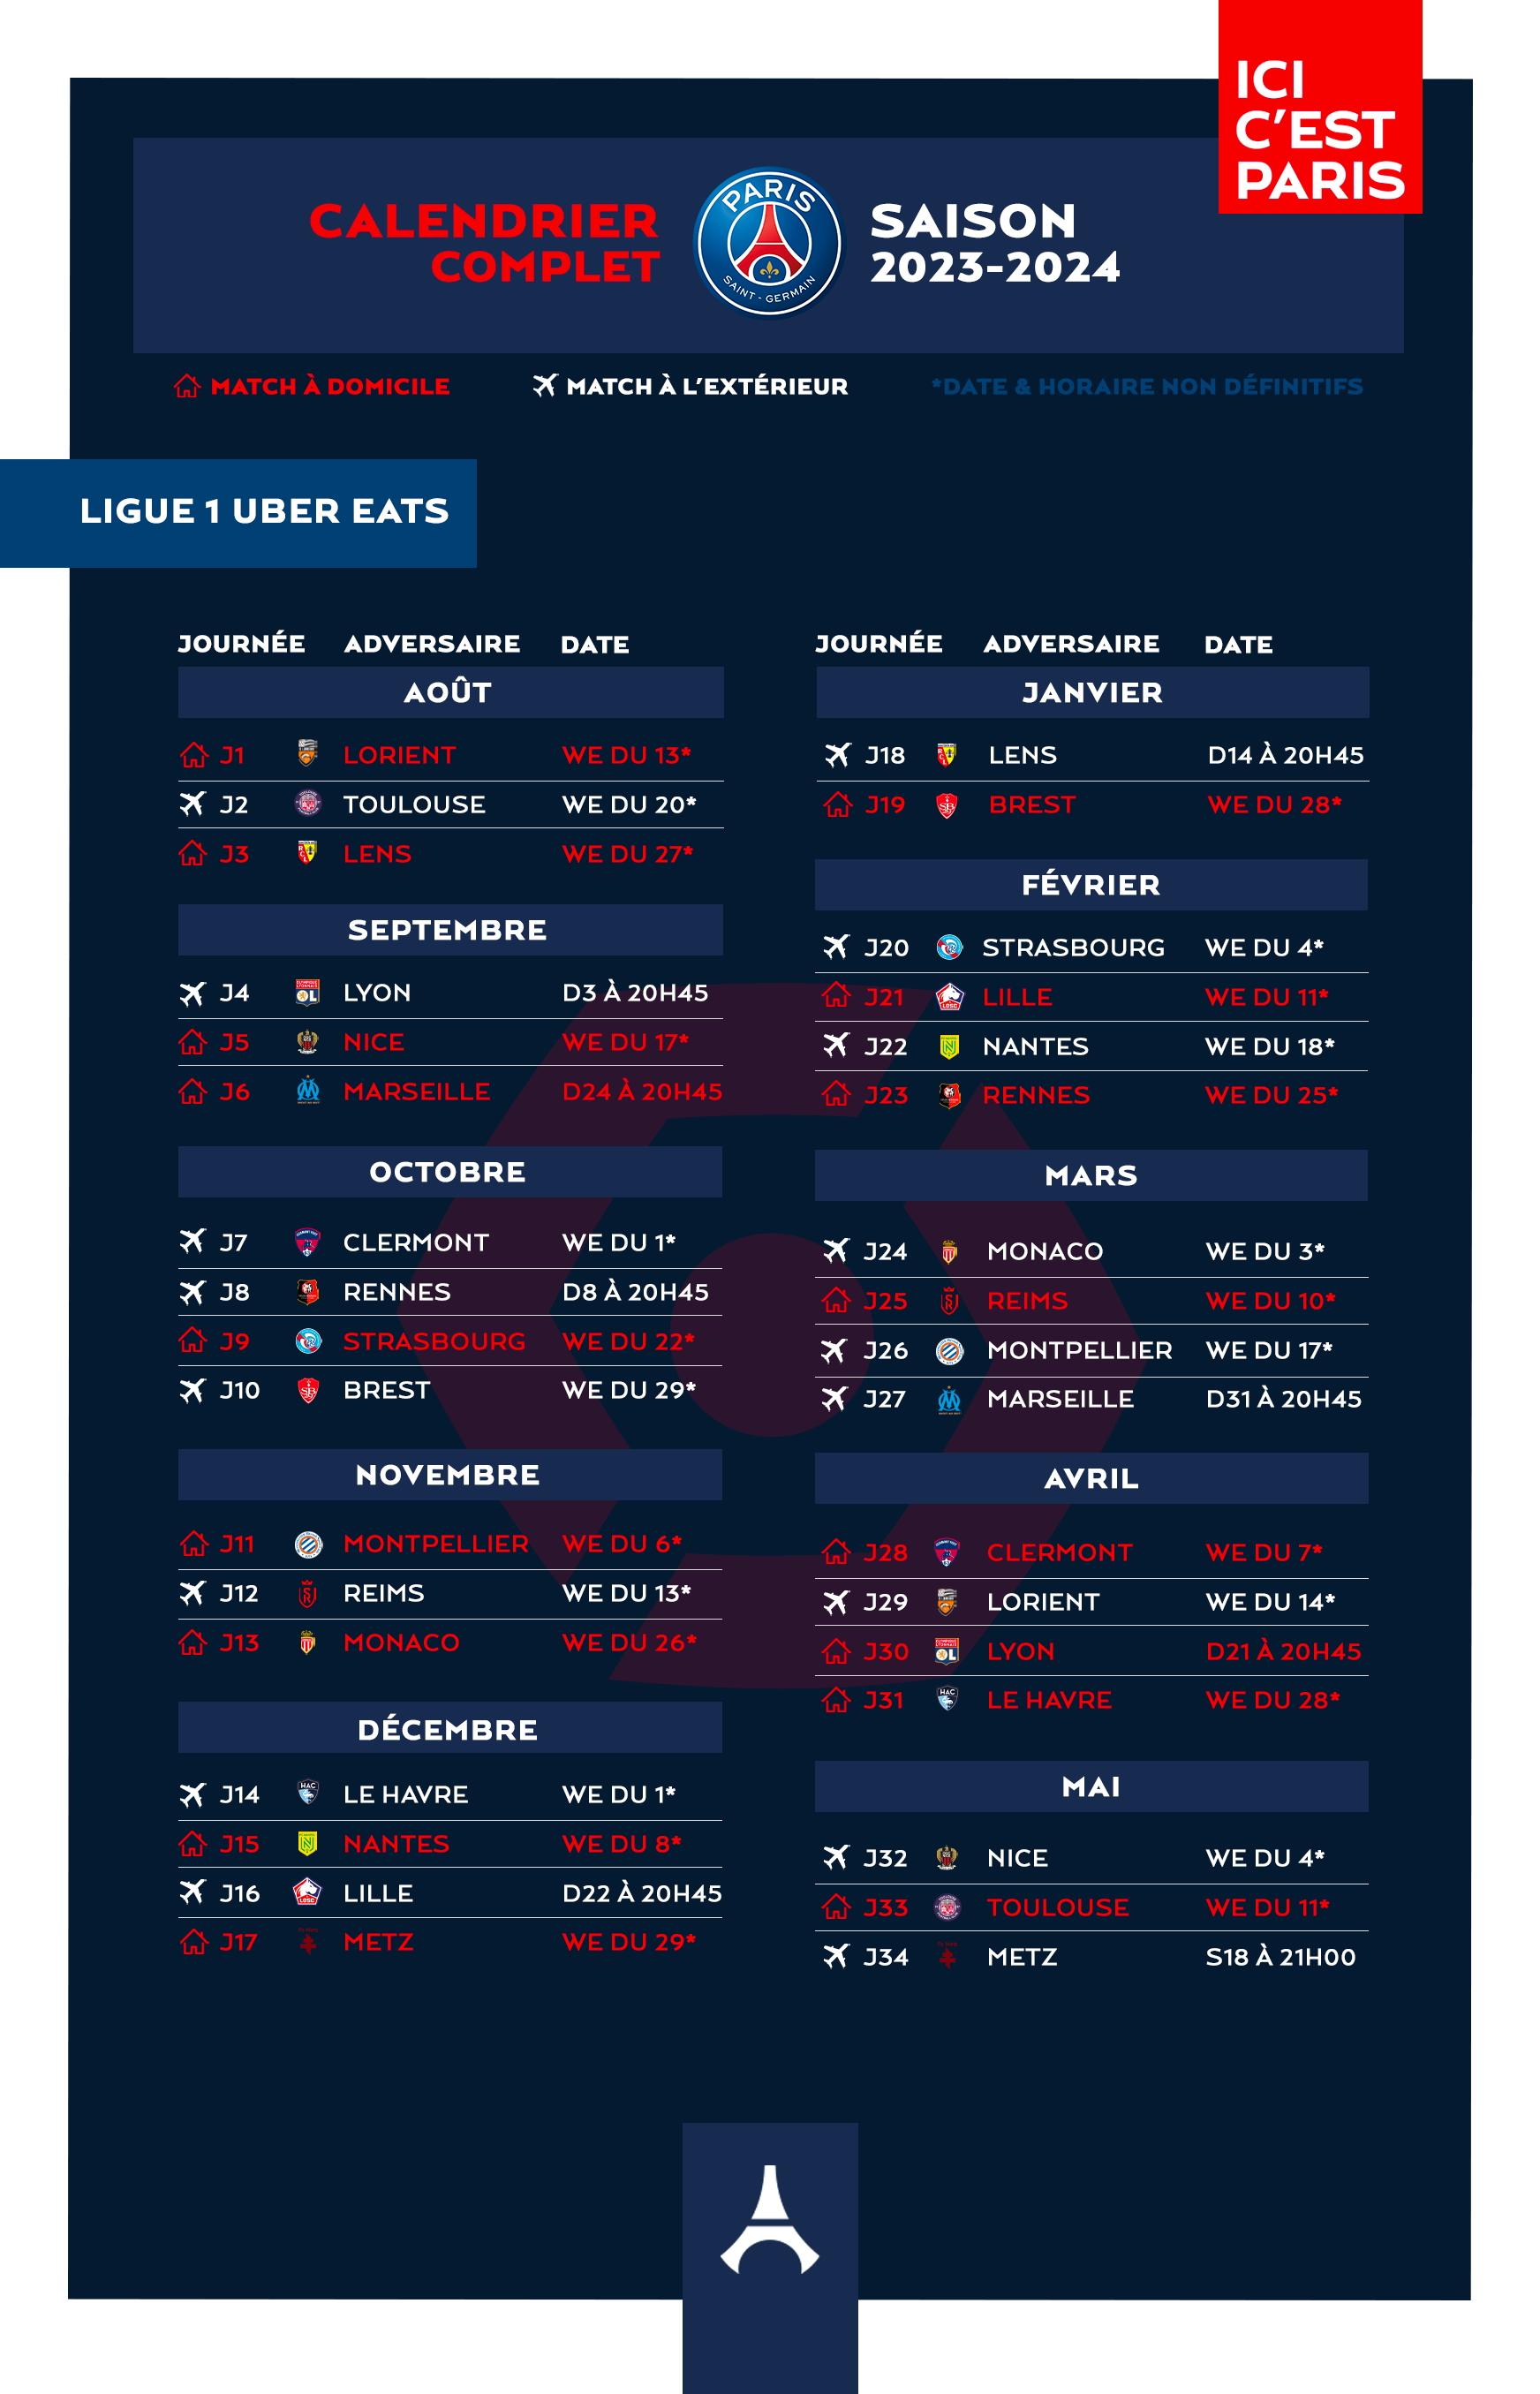 ICI
C'EST
PARIS
CALENDRIER
COMPLET
PARIS
SAINT - GERMAIN
SAISON
2023-2024
MATCH À DOMICILE
MATCH À L'EXTÉRIEUR
*DATE & HORAIRE NON DÉFINITIFS
LIGUE 1 UBER EATS
JOURNÉE ADVERSAIRE DATE
AOÛT
J1 LORIENT WE DU 13*
J2 TOULOUSE WE DU 20*
J3 LENS WE DU 27*
SEPTEMBRE
J4 LYON D3 À 20H45
J5 NICE WE DU 17*
J6 MARSEILLE D24 À 20H45
OCTOBRE
J7 CLERMONT WE DU 1*
J8 RENNES D8 À 20H45
J9 STRASBOURG WE DU 22*
J10 BREST WE DU 29*
NOVEMBRE
J11 MONTPELLIER WE DU 6*
J12 REIMS WE DU 13*
J13 MONACO WE DU 26*
DÉCEMBRE
J14 LE HAVRE WE DU 1*
J15 NANTES WE DU 8*
J16 LILLE D22 À 20H45
J17 METZ WE DU 29*
JOURNÉE ADVERSAIRE DATE
JANVIER
J18 LENS D14 À 20H45
J19 BREST WE DU 28*
FÉVRIER
J20 STRASBOURG WE DU 4*
J21 LILLE WE DU 11*
J22 NANTES WE DU 18*
J23 RENNES WE DU 25*
MARS
J24 MONACO WE DU 3*
J25 REIMS WE DU 10*
J26 MONTPELLIER WE DU 17*
J27 MARSEILLE D31 À 20H45
AVRIL
J28 CLERMONT WE DU 7*
J29 LORIENT WE DU 14*
J30 LYON D21 À 20H45
J31 LE HAVRE WE DU 28*
MAI
J32 NICE WE DU 4*
J33 TOULOUSE WE DU 11*
J34 METZ S18 À 21H00